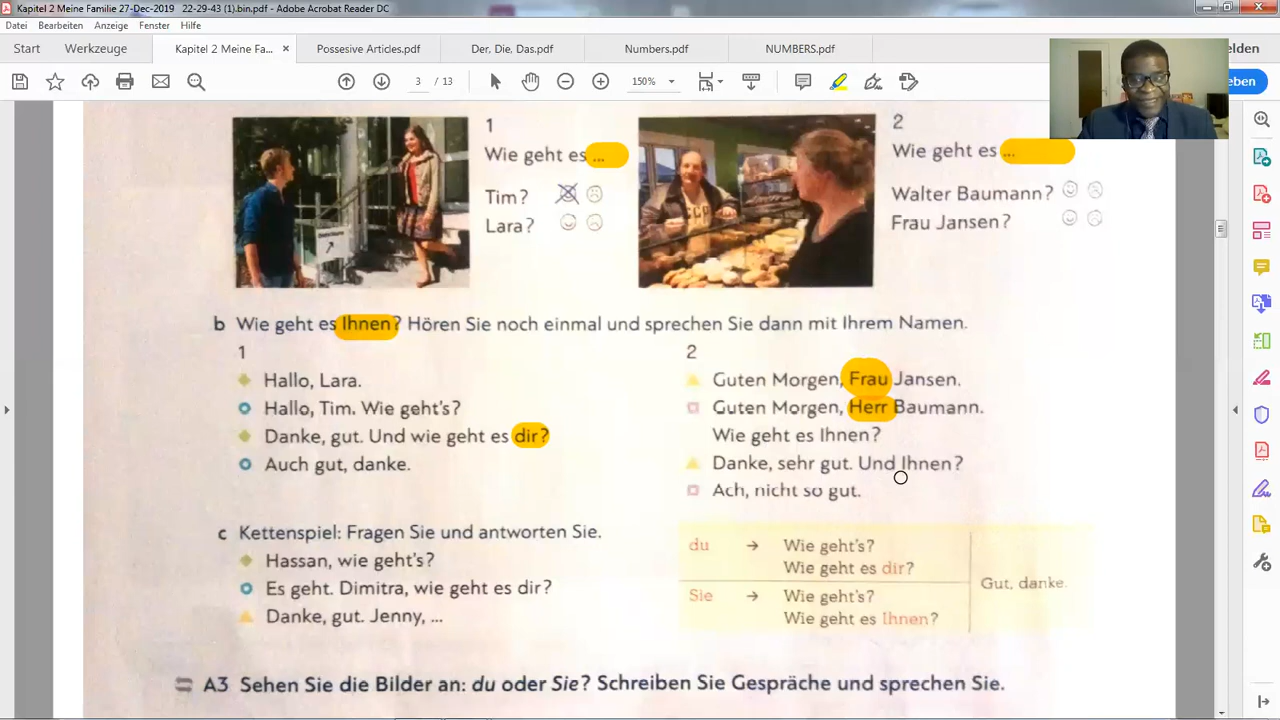 Kapitel 2 Meine Familie 27-Dec-2019 22-29-43 (1).bin.pdf - Adobe Acrobat Reader DC
Datei Bearbeiten Anzeige Fenster Hilfe
Start Werkzeuge Kapitel 2 Meine Fa... × Possesive Articles.pdf Der, Die, Das.pdf Numbers.pdf NUMBERS.pdf
3 / 13 150%
1
Wie geht es ...
Tim?
Lara?
2
Wie geht es ...
Walter Baumann?
Frau Jansen?
b Wie geht es Ihnen? Hören Sie noch einmal und sprechen Sie dann mit Ihrem Namen.
1
Hallo, Lara.
Hallo, Tim. Wie geht's?
Danke, gut. Und wie geht es dir?
Auch gut, danke.
2
Guten Morgen, Frau Jansen.
Guten Morgen, Herr Baumann.
Wie geht es Ihnen?
Danke, sehr gut. Und Ihnen?
Ach, nicht so gut.
c Kettenspiel: Fragen Sie und antworten Sie.
Hassan, wie geht's?
Es geht. Dimitra, wie geht es dir?
Danke, gut. Jenny, ...
du → Wie geht's?
Wie geht es dir?
Sie → Wie geht's?
Wie geht es Ihnen?
Gut, danke.
A3 Sehen Sie die Bilder an: du oder Sie? Schreiben Sie Gespräche und sprechen Sie.